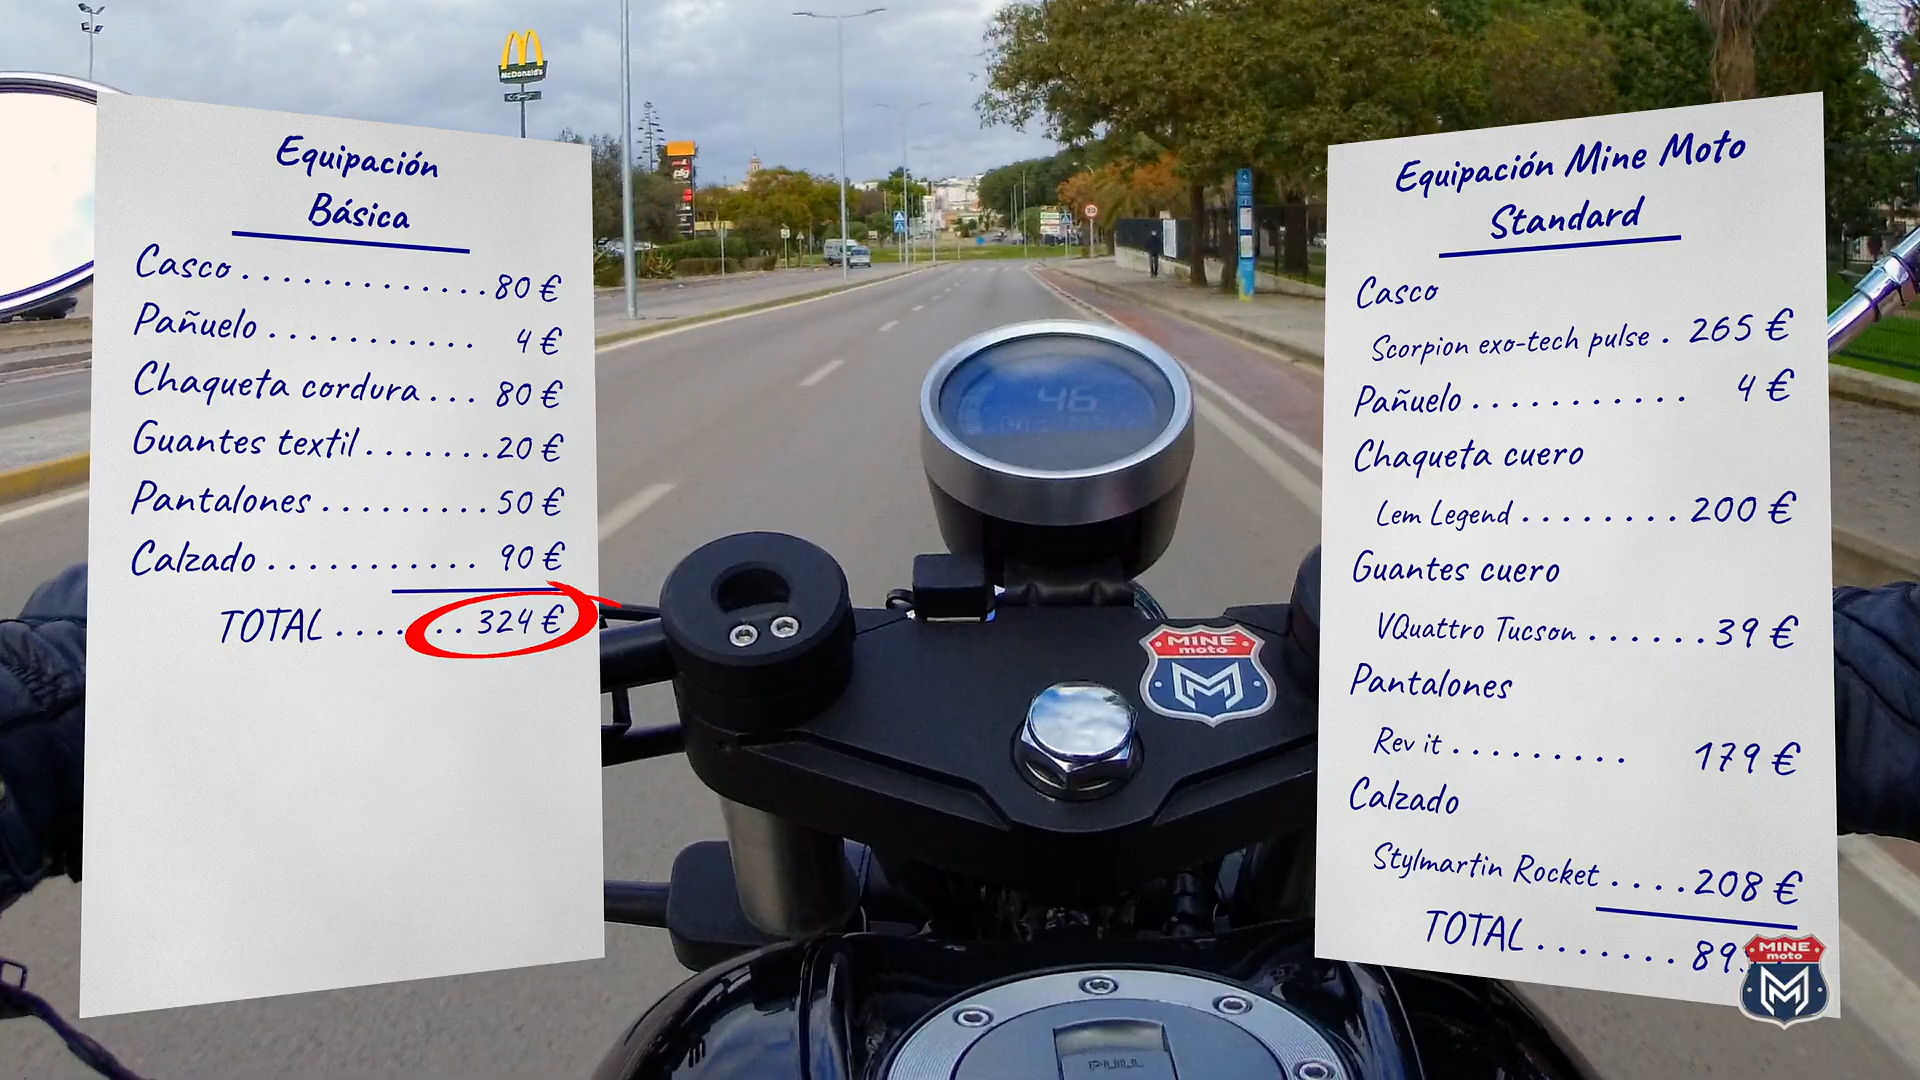 Equipación
Básica
Casco.............80 €
Pañuelo........... 4 €
Chaqueta cordura... 80 €
Guantes textil.......20 €
Pantalones.........50 €
Calzado........... 90 €
TOTAL...... 324 €
Equipación Mine Moto
Standard
Casco
Scorpion exo-tech pulse . 265 €
Pañuelo........... 4 €
Chaqueta cuero
Lem Legend........ 200 €
Guantes cuero
VQuattro Tucson......39 €
Pantalones
Rev it......... 179 €
Calzado
Stylmartin Rocket....208 €
TOTAL....... 89
McDonald's
46
MINE
moto
M
MINE
moto
M
PULL